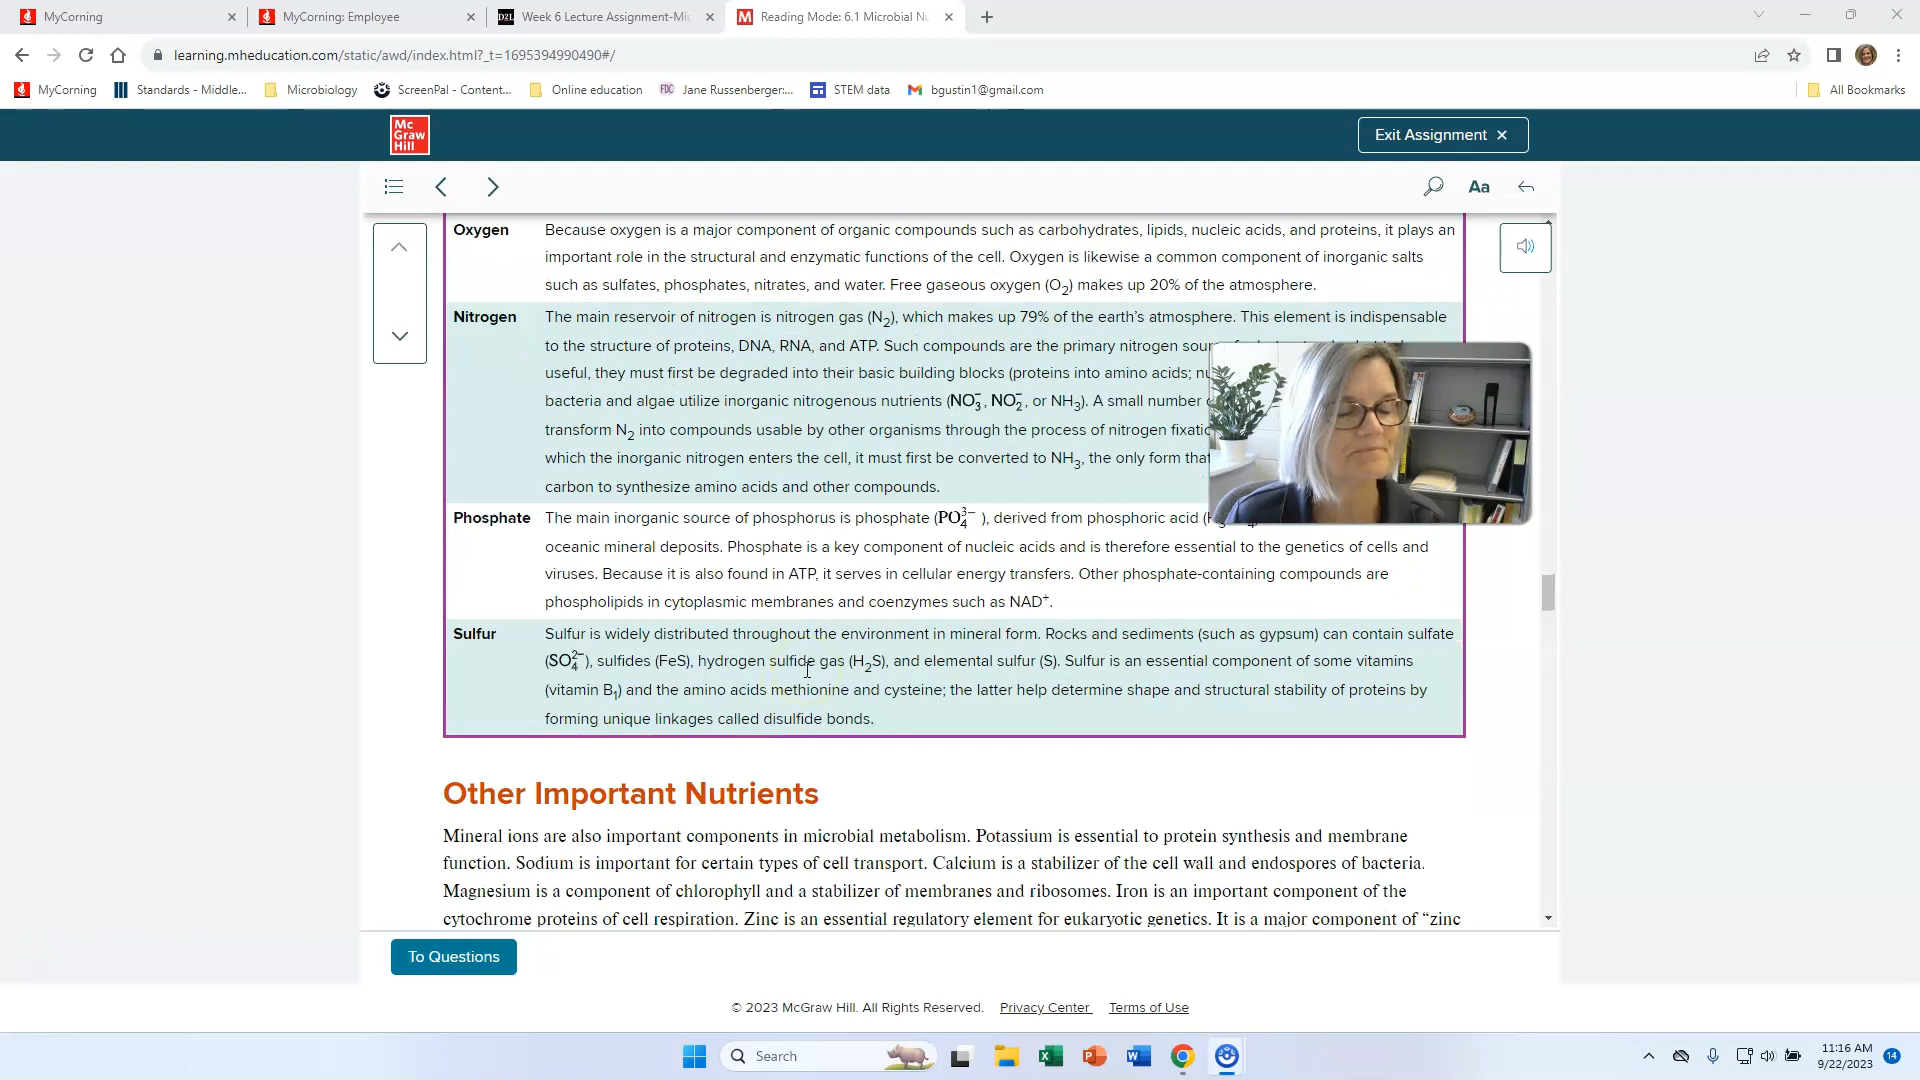 MyCorning
MyCorning: Employee
D2L Week 6 Lecture Assignment-Mi
M Reading Mode: 6.1 Microbial Nu
learning.mheducation.com/static/awd/index.html?_t=1695394990490#/
MyCorning
Standards - Middle...
Microbiology
ScreenPal - Content...
Online education
FDC Jane Russenberger:...
STEM data
bgustin1@gmail.com
All Bookmarks
Mc
Graw
Hill
Exit Assignment ×
Aa
Oxygen Because oxygen is a major component of organic compounds such as carbohydrates, lipids, nucleic acids, and proteins, it plays an
important role in the structural and enzymatic functions of the cell. Oxygen is likewise a common component of inorganic salts
such as sulfates, phosphates, nitrates, and water. Free gaseous oxygen (O₂) makes up 20% of the atmosphere.
Nitrogen The main reservoir of nitrogen is nitrogen gas (N₂), which makes up 79% of the earth's atmosphere. This element is indispensable
to the structure of proteins, DNA, RNA, and ATP. Such compounds are the primary nitrogen
useful, they must first be degraded into their basic building blocks (proteins into amino acids;
bacteria and algae utilize inorganic nitrogenous nutrients (NO₃⁻, NO₂⁻, or NH₃). A small number
transform N₂ into compounds usable by other organisms through the process of nitrogen
which the inorganic nitrogen enters the cell, it must first be converted to NH₃, the only form
carbon to synthesize amino acids and other compounds.
Phosphate The main inorganic source of phosphorus is phosphate (PO₄³⁻ ), derived from phosphoric acid
oceanic mineral deposits. Phosphate is a key component of nucleic acids and is therefore essential to the genetics of cells and
viruses. Because it is also found in ATP, it serves in cellular energy transfers. Other phosphate-containing compounds are
phospholipids in cytoplasmic membranes and coenzymes such as NAD⁺.
Sulfur Sulfur is widely distributed throughout the environment in mineral form. Rocks and sediments (such as gypsum) can contain sulfate
(SO₄²⁻), sulfides (FeS), hydrogen sulfide gas (H₂S), and elemental sulfur (S). Sulfur is an essential component of some vitamins
(vitamin B₁) and the amino acids methionine and cysteine; the latter help determine shape and structural stability of proteins by
forming unique linkages called disulfide bonds.
Other Important Nutrients
Mineral ions are also important components in microbial metabolism. Potassium is essential to protein synthesis and membrane
function. Sodium is important for certain types of cell transport. Calcium is a stabilizer of the cell wall and endospores of bacteria.
Magnesium is a component of chlorophyll and a stabilizer of membranes and ribosomes. Iron is an important component of the
cytochrome proteins of cell respiration. Zinc is an essential regulatory element for eukaryotic genetics. It is a major component of “zinc
To Questions
© 2023 McGraw Hill. All Rights Reserved. Privacy Center Terms of Use
Search
11:16 AM
9/22/2023
14